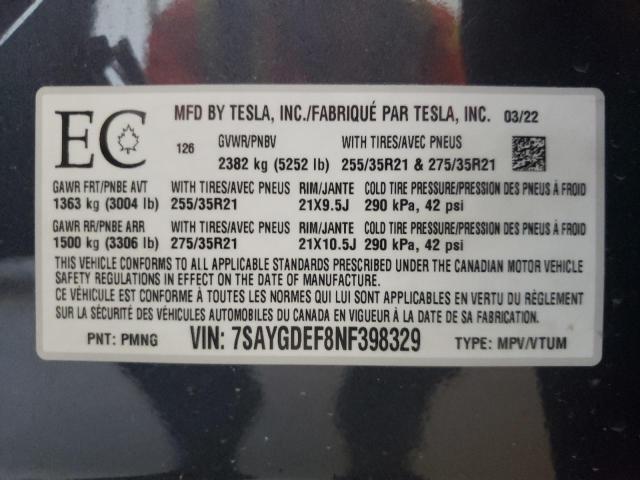 EC MFD BY TESLA, INC./FABRIQUÉ PAR TESLA, INC. 03/22
126 GVWR/PNBV WITH TIRES/AVEC PNEUS
2382 kg (5252 lb) 255/35R21 & 275/35R21
GAWR FRT/PNBE AVT WITH TIRES/AVEC PNEUS RIM/JANTE COLD TIRE PRESSURE/PRESSION DES PNEUS À FROID
1363 kg (3004 lb) 255/35R21 21X9.5J 290 kPa, 42 psi
GAWR RR/PNBE ARR WITH TIRES/AVEC PNEUS RIM/JANTE COLD TIRE PRESSURE/PRESSION DES PNEUS À FROID
1500 kg (3306 lb) 275/35R21 21X10.5J 290 kPa, 42 psi
THIS VEHICLE CONFORMS TO ALL APPLICABLE STANDARDS PRESCRIBED UNDER THE CANADIAN MOTOR VEHICLE
SAFETY REGULATIONS IN EFFECT ON THE DATE OF MANUFACTURE.
CE VÉHICULE EST CONFORME À TOUTES LES NORMES QUI LUI SONT APPLICABLES EN VERTU DU RÈGLEMENT
SUR LA SÉCURITÉ DES VÉHICULES AUTOMOBILES DU CANADA EN VIGUEUR À LA DATE DE SA FABRICATION.
PNT: PMNG VIN: 7SAYGDEF8NF398329 TYPE: MPV/VTUM